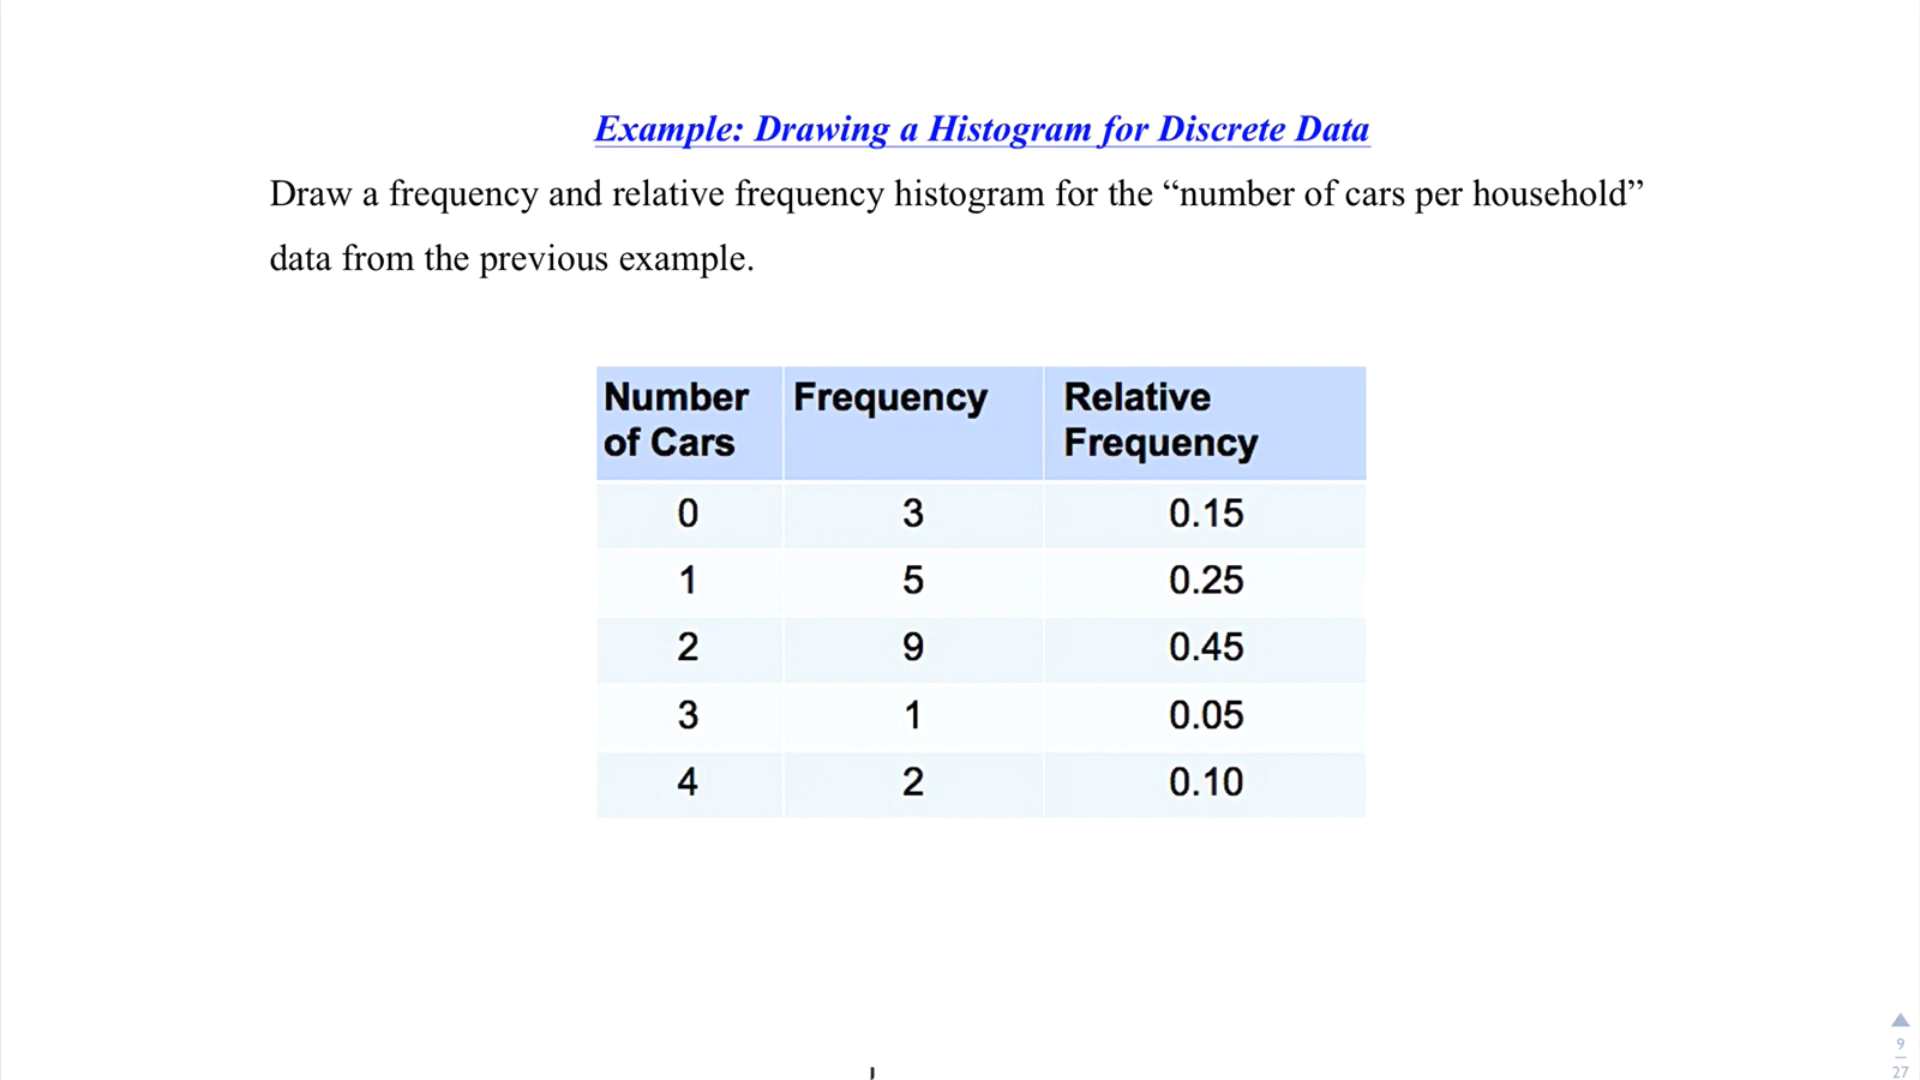 Example: Drawing a Histogram for Discrete Data
Draw a frequency and relative frequency histogram for the “number of cars per household”
data from the previous example.
Number of Cars Frequency Relative Frequency
0 3 0.15
1 5 0.25
2 9 0.45
3 1 0.05
4 2 0.10
9
27